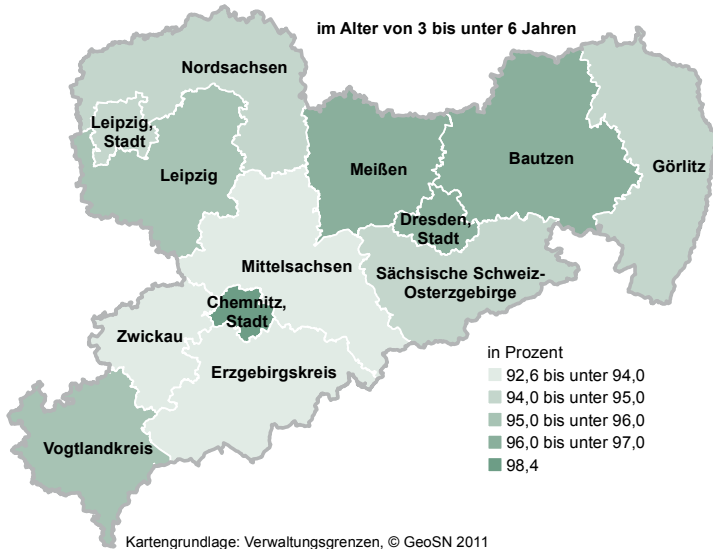 im Alter von 3 bis unter 6 Jahren
Nordsachsen
Leipzig,
Stadt
Leipzig
Meißen
Bautzen
Görlitz
Dresden,
Stadt
Mittelsachsen
Sächsische Schweiz-
Osterzgebirge
Chemnitz,
Stadt
Zwickau
Erzgebirgskreis
Vogtlandkreis
in Prozent
92,6 bis unter 94,0
94,0 bis unter 95,0
95,0 bis unter 96,0
96,0 bis unter 97,0
98,4
Kartengrundlage: Verwaltungsgrenzen, © GeoSN 2011